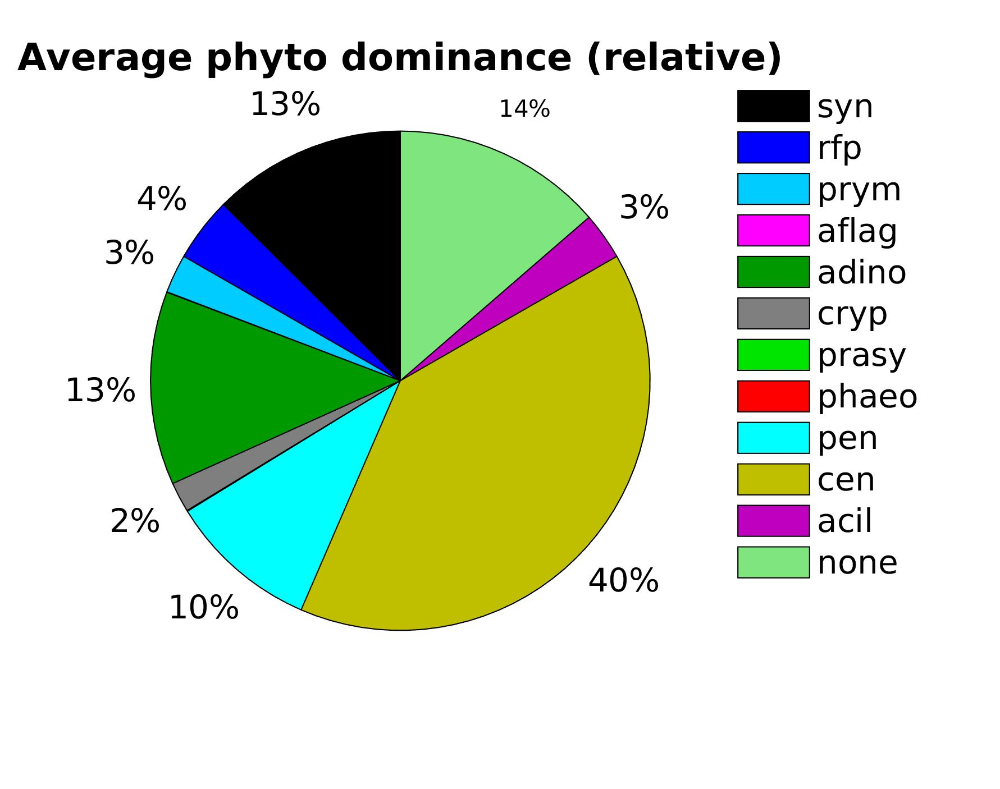 Average phyto dominance (relative)
13%
14%
4%
3%
3%
13%
2%
10%
40%
syn
rfp
prym
aflag
adino
cryp
prasy
phaeo
pen
cen
acil
none